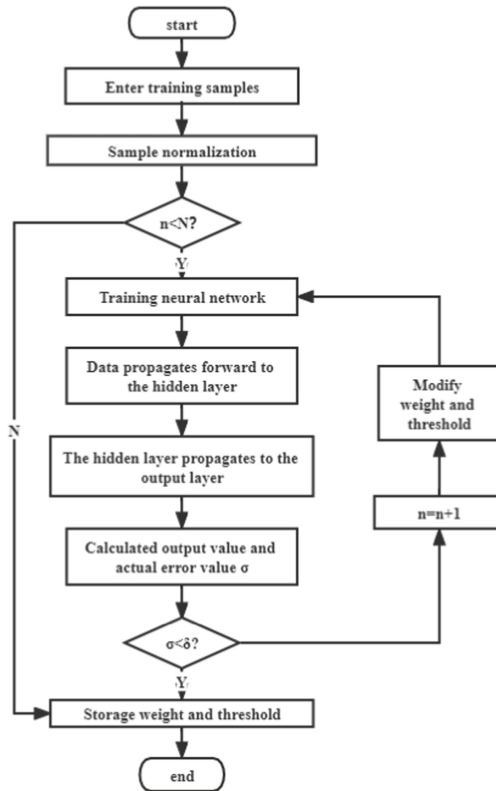 start
Enter training samples
Sample normalization
n<N?
Y
Training neural network
Data propagates forward to
the hidden layer
N
Modify
weight and
threshold
The hidden layer propagates to the
output layer
n=n+1
Calculated output value and
actual error value σ
σ<δ?
Y
Storage weight and threshold
end